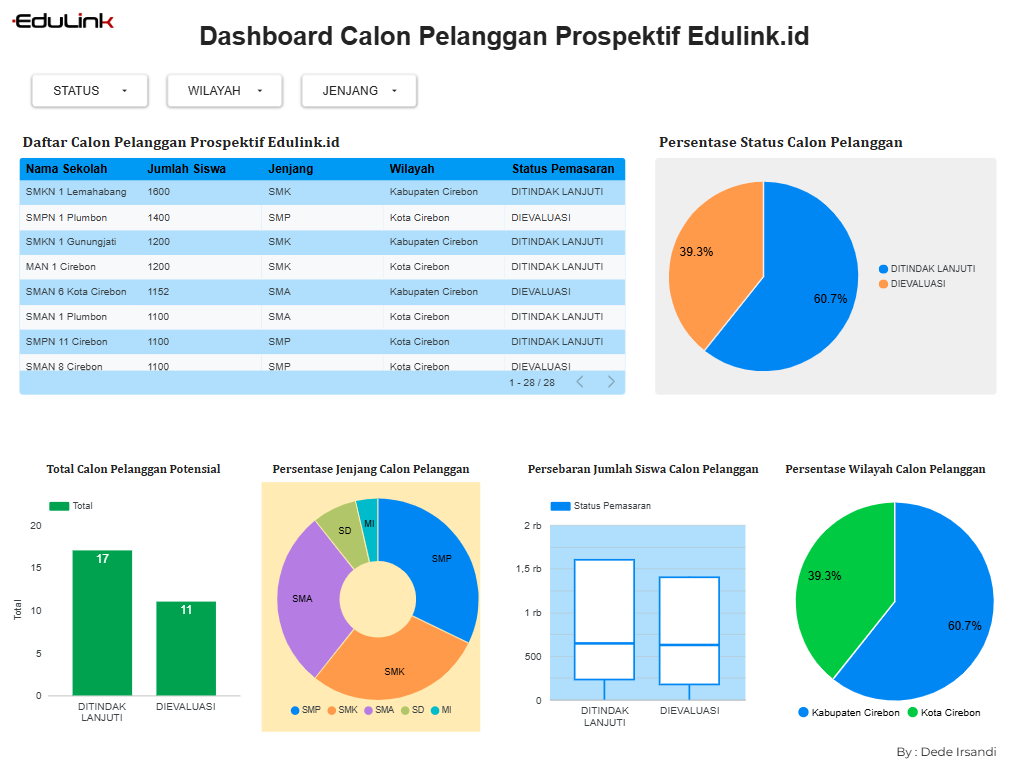 EduLink
Dashboard Calon Pelanggan Prospektif Edulink.id
STATUS
WILAYAH
JENJANG
Daftar Calon Pelanggan Prospektif Edulink.id
Nama Sekolah Jumlah Siswa Jenjang Wilayah Status Pemasaran
SMKN 1 Lemahabang 1600 SMK Kabupaten Cirebon DITINDAK LANJUTI
SMPN 1 Plumbon 1400 SMP Kota Cirebon DIEVALUASI
SMKN 1 Gunungjati 1200 SMK Kabupaten Cirebon DITINDAK LANJUTI
MAN 1 Cirebon 1200 SMK Kota Cirebon DITINDAK LANJUTI
SMAN 6 Kota Cirebon 1152 SMA Kabupaten Cirebon DIEVALUASI
SMAN 1 Plumbon 1100 SMA Kota Cirebon DITINDAK LANJUTI
SMPN 11 Cirebon 1100 SMP Kota Cirebon DITINDAK LANJUTI
SMAN 8 Cirebon 1100 SMP Kota Cirebon DIEVALUASI
1 - 28 / 28
Persentase Status Calon Pelanggan
39.3%
60.7%
DITINDAK LANJUTI
DIEVALUASI
Total Calon Pelanggan Potensial
Total
20
15
10
5
0
Total
17
11
DITINDAK
LANJUTI
DIEVALUASI
Persentase Jenjang Calon Pelanggan
SMP
SMK
SMA
SD
MI
SMP SMK SMA SD MI
Persebaran Jumlah Siswa Calon Pelanggan
Status Pemasaran
2 rb
1,5 rb
1 rb
500
0
DITINDAK
LANJUTI
DIEVALUASI
Persentase Wilayah Calon Pelanggan
39.3%
60.7%
Kabupaten Cirebon Kota Cirebon
By : Dede Irsandi